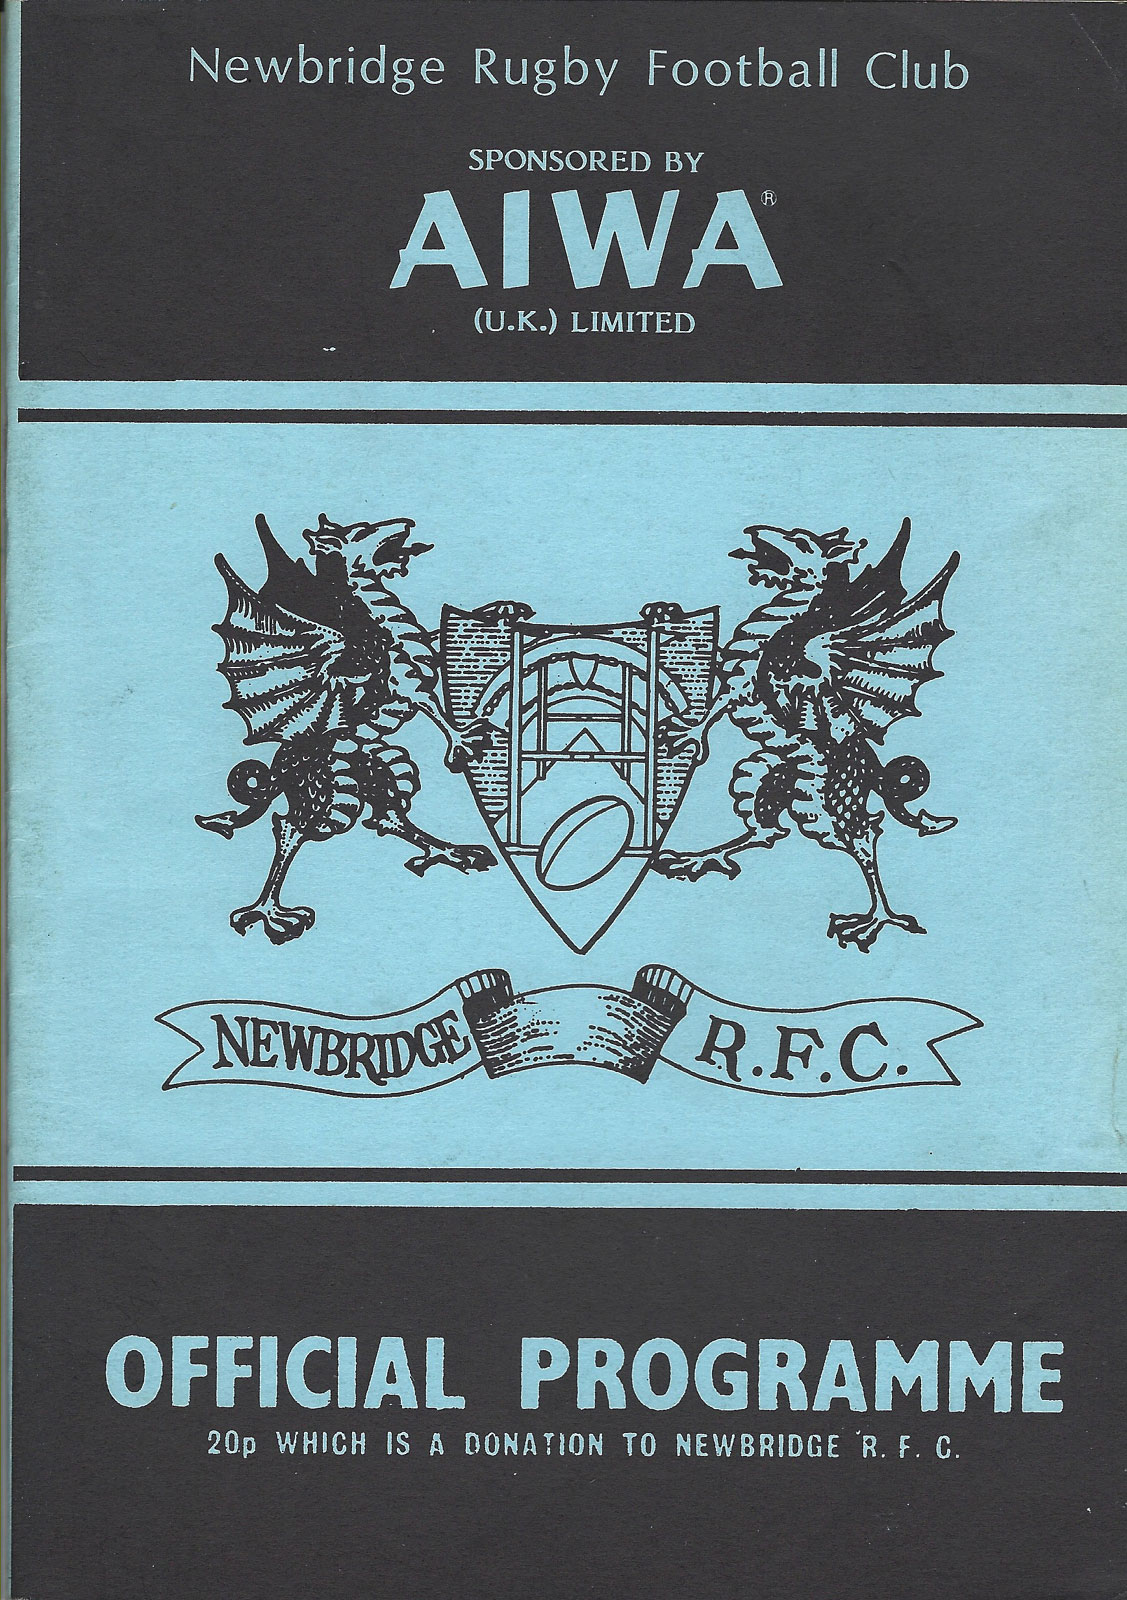 Newbridge Rugby Football Club
SPONSORED BY
AIWA®
(U.K.) LIMITED
NEWBRIDGE R.F.C.
OFFICIAL PROGRAMME
20p WHICH IS A DONATION TO NEWBRIDGE R. F. C.